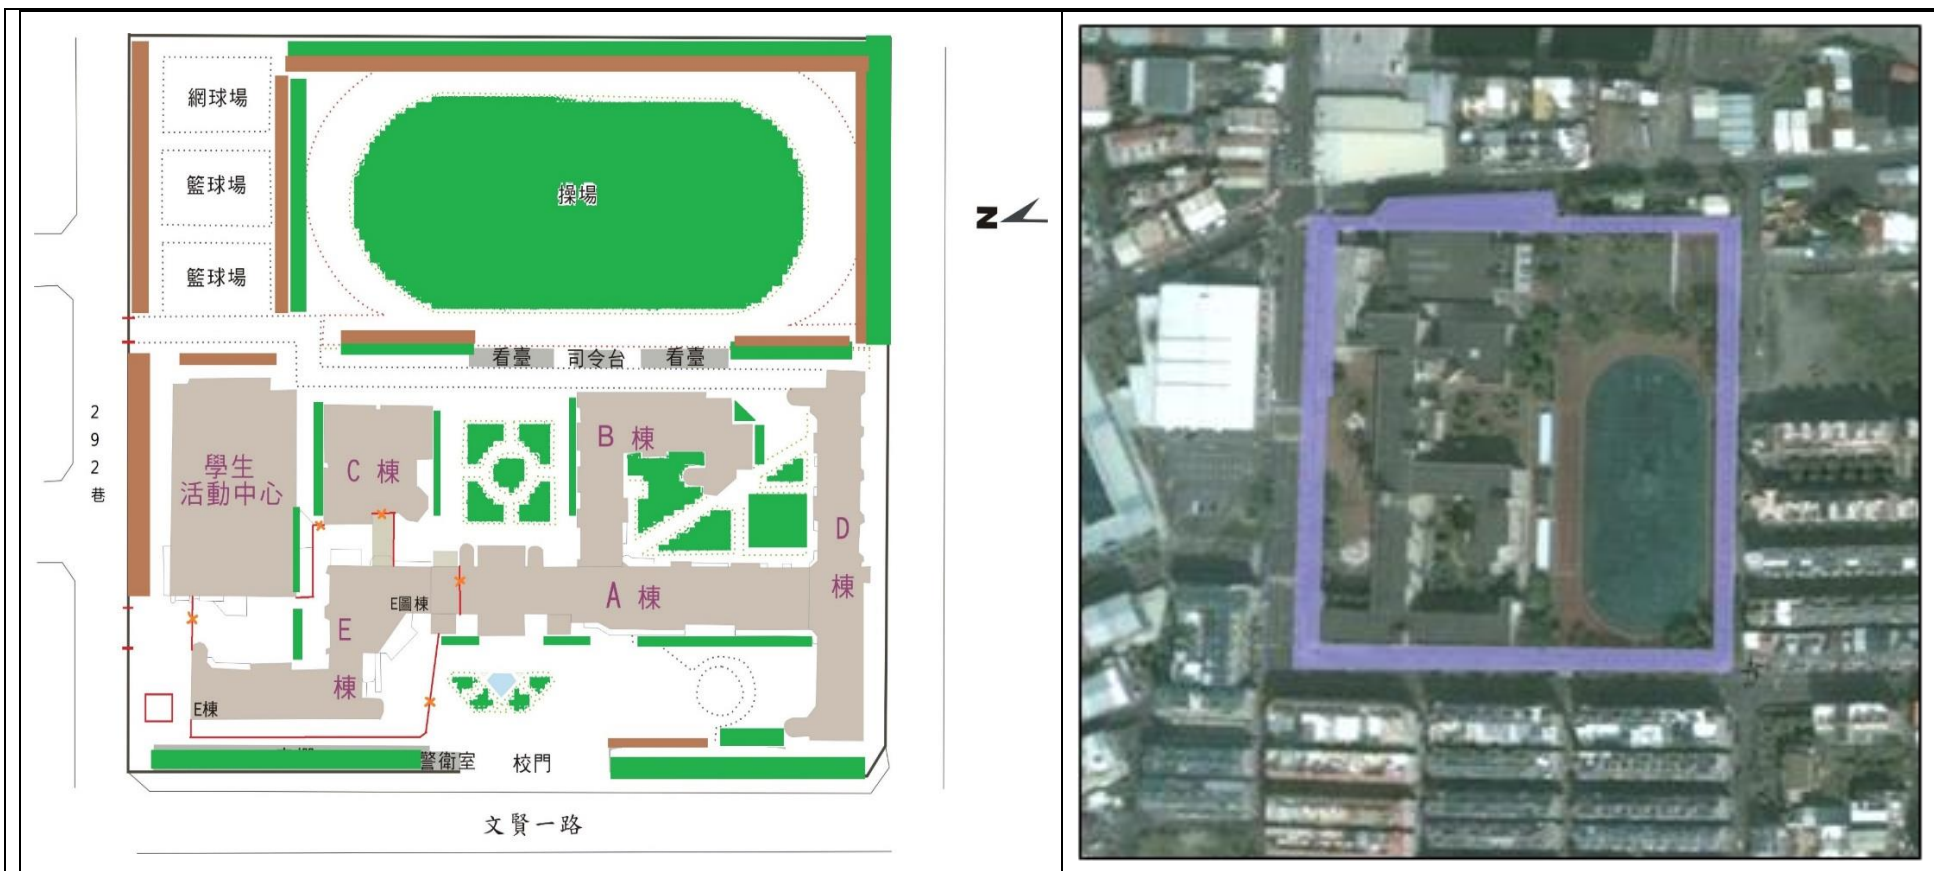 網球場
籃球場
操場
N
籃球場
看臺
司令台
看臺
2
9
2
巷
B 棟
學生
活動中心
C 棟
D
棟
E圖棟
A 棟
E
棟
E棟
警衛室
校門
文賢一路